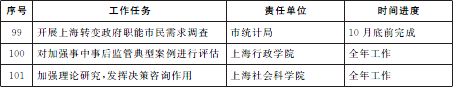 序号 工作任务 责任单位 时间进度
99 开展上海转变政府职能市民需求调查 市统计局 10月底前完成
100 对加强事中事后监管典型案例进行评估 上海行政学院 全年工作
101 加强理论研究,发挥决策咨询作用 上海社会科学院 全年工作